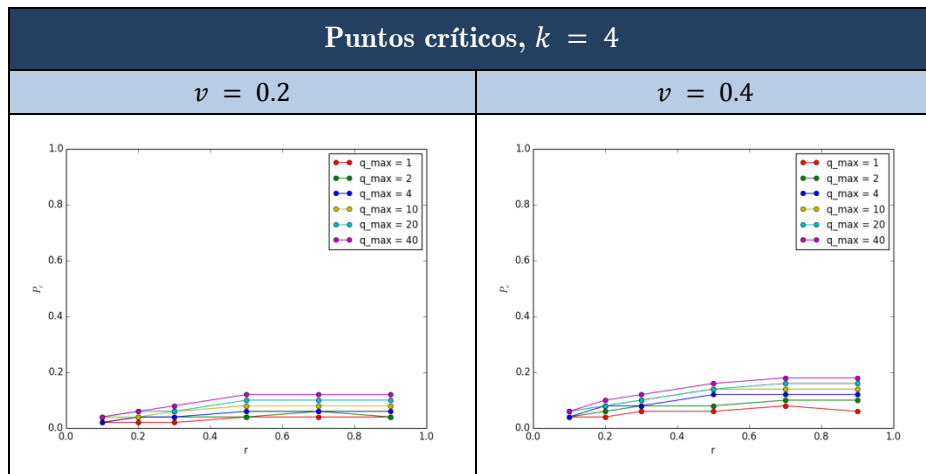 Puntos críticos, k = 4
v = 0.2
v = 0.4
1.0
0.8
0.6
0.4
0.2
0.0
P_c
0.0 0.2 0.4 0.6 0.8 1.0
r
q_max = 1
q_max = 2
q_max = 4
q_max = 10
q_max = 20
q_max = 40
1.0
0.8
0.6
0.4
0.2
0.0
P_c
0.0 0.2 0.4 0.6 0.8 1.0
r
q_max = 1
q_max = 2
q_max = 4
q_max = 10
q_max = 20
q_max = 40